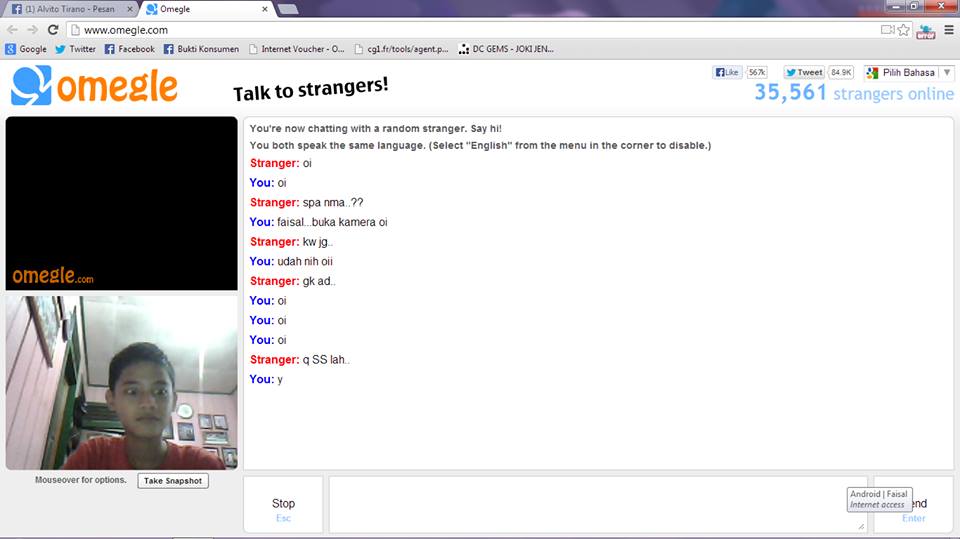 (1) Alvito Tirano - Pesan
Omegle
www.omegle.com
Google
Twitter
Facebook
Bukti Konsumen
Internet Voucher - O...
cg1.fr/tools/agent.p...
DC GEMS - JOKI JEN...
omegle
Talk to strangers!
Like
567k
Tweet
84.9K
Pilih Bahasa
35,561 strangers online
You're now chatting with a random stranger. Say hi!
You both speak the same language. (Select "English" from the menu in the corner to disable.)
Stranger: oi
You: oi
Stranger: spa nma..??
You: faisal...buka kamera oi
Stranger: kw jg..
You: udah nih oii
Stranger: gk ad..
You: oi
You: oi
You: oi
Stranger: q SS lah..
You: y
omegle.com
Mouseover for options.
Take Snapshot
Stop
Esc
Android | Faisal
Internet access
Enter